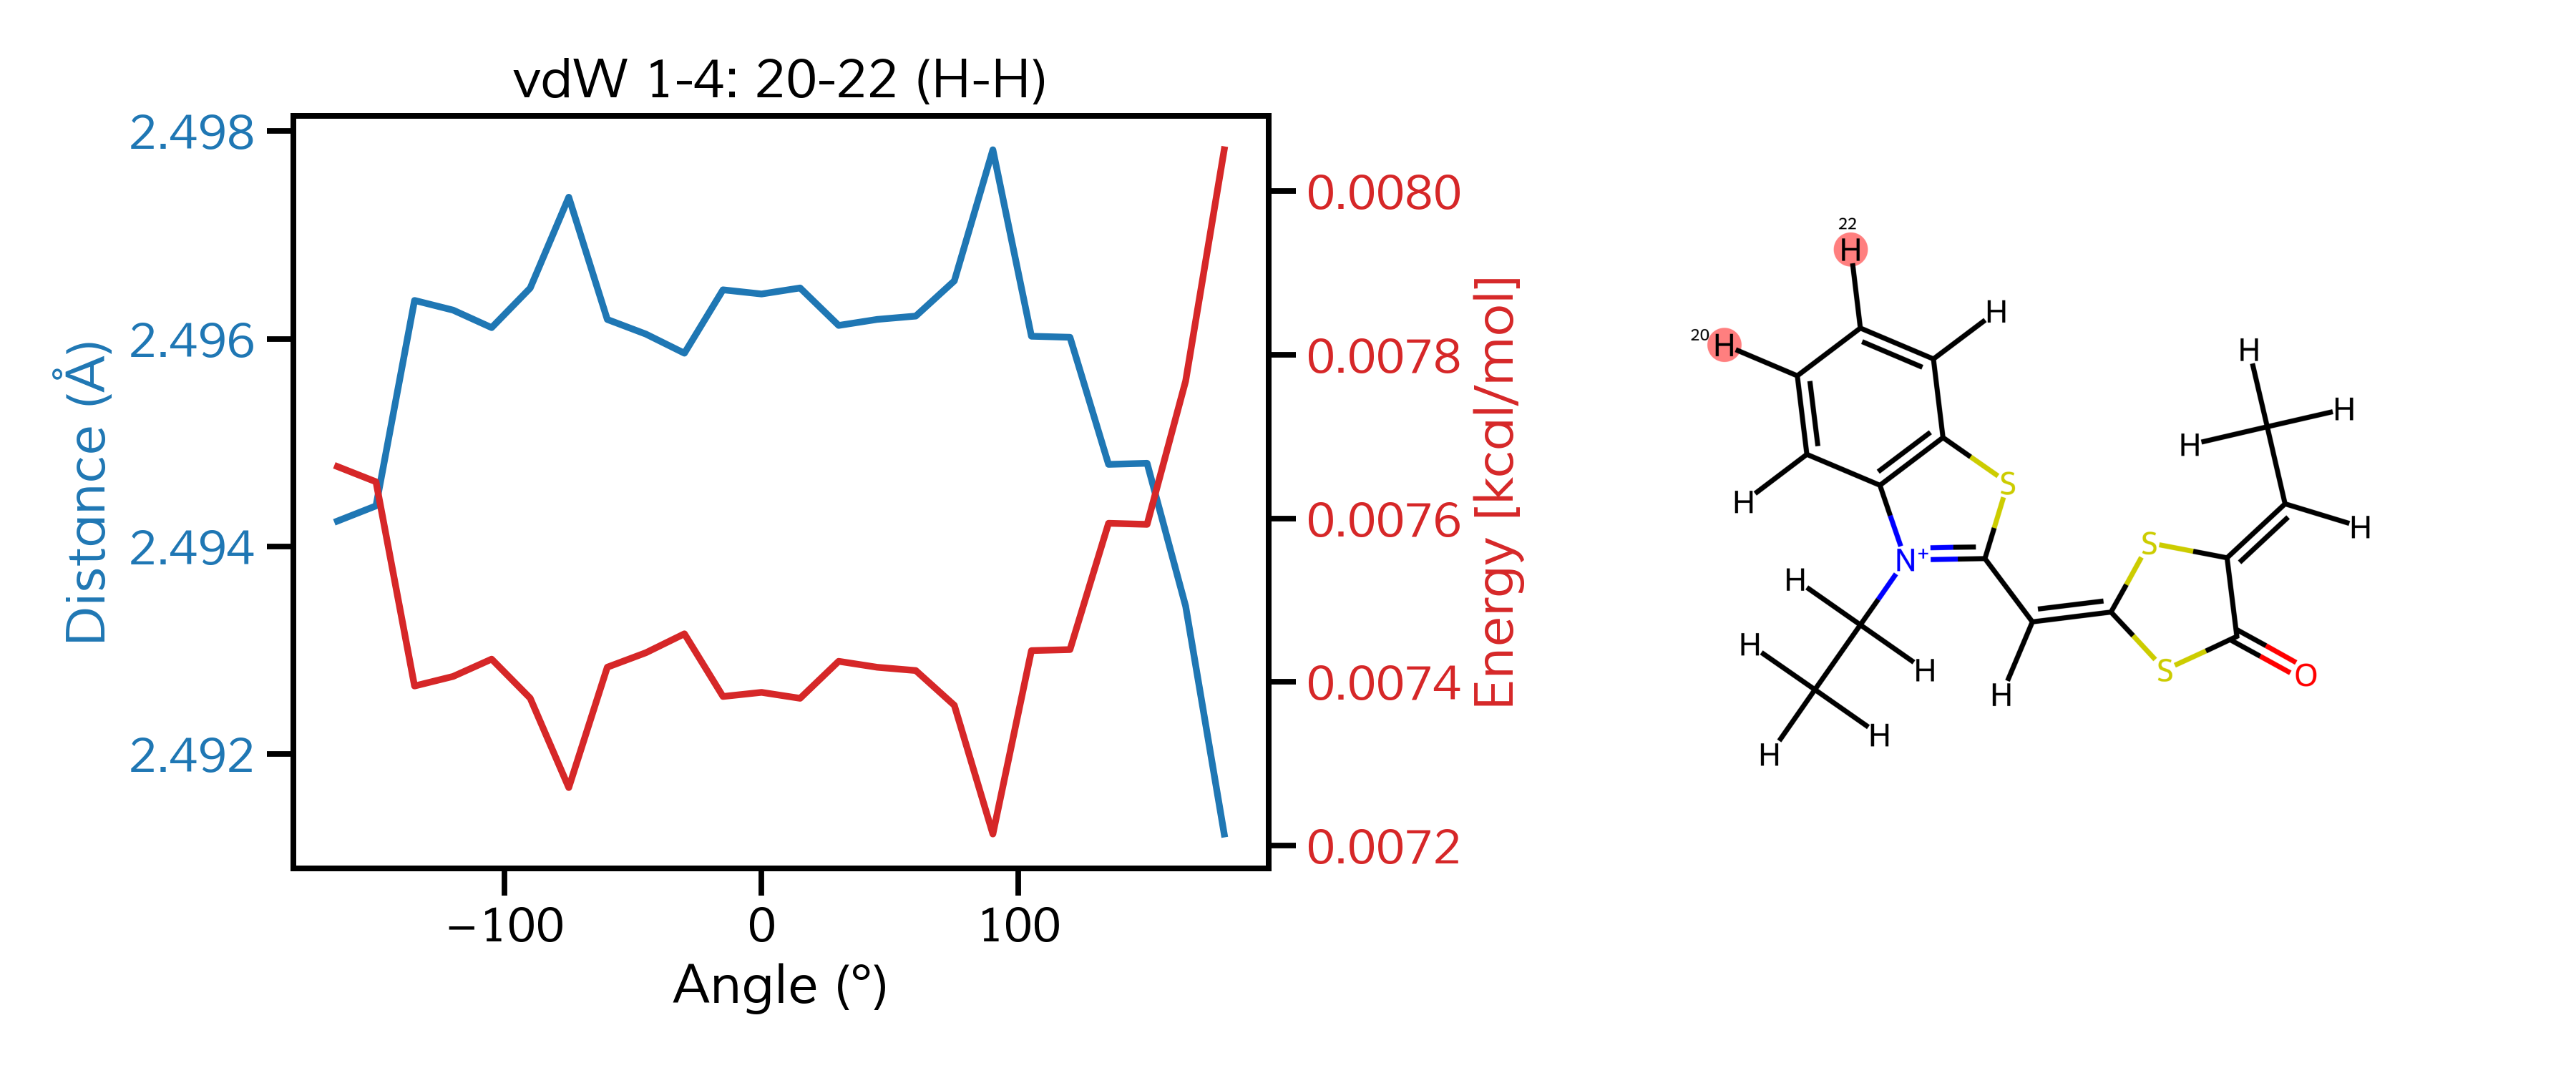 vdW 1-4: 20-22 (H-H)
2.498
2.496
2.494
2.492
Distance (Å)
0.0080
0.0078
0.0076
0.0074
0.0072
Energy [kcal/mol]
−100 0 100
Angle (°)
22
H
20 H
H
H
H
H
H
H
S
S
N+
H
H
H
H
S
O
H
H
H